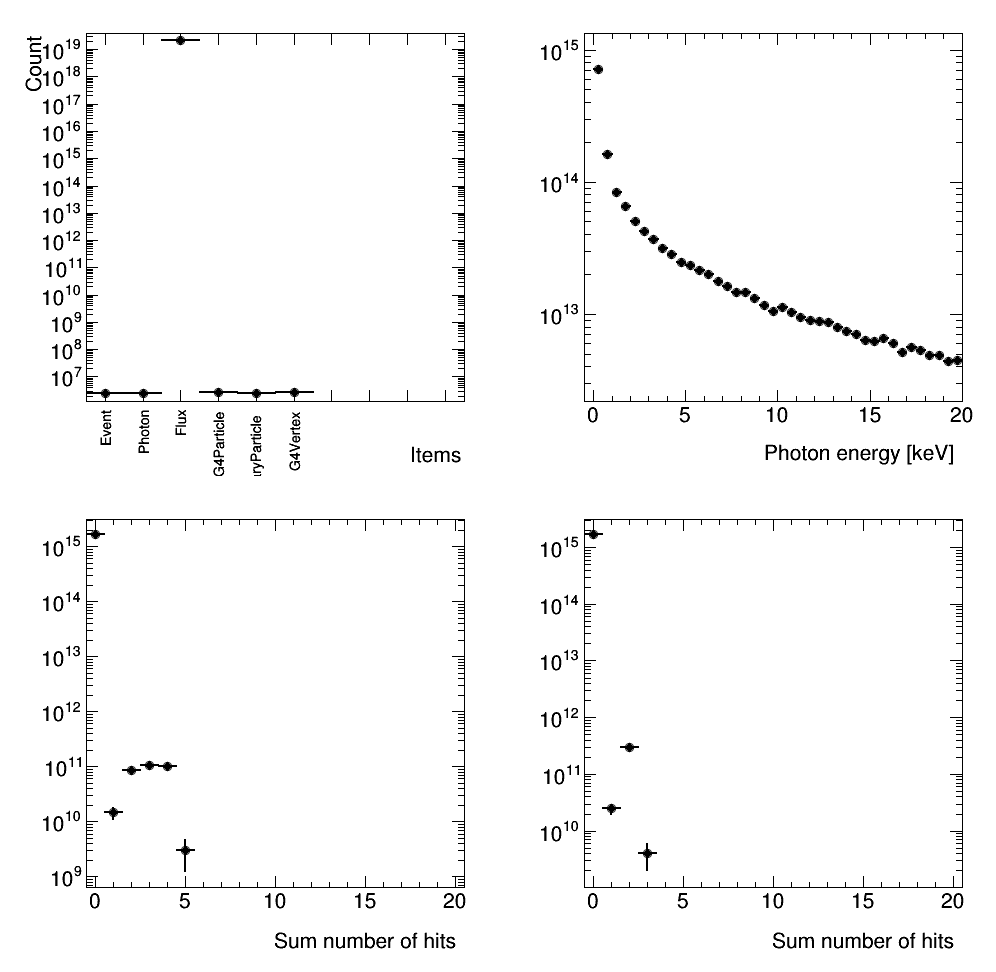 Count
10^19
10^18
10^17
10^16
10^15
10^14
10^13
10^12
10^11
10^10
10^9
10^8
10^7
Event
Photon
Flux
G4Particle
ryParticle
G4Vertex
Items
10^15
10^14
10^13
0 5 10 15 20
Photon energy [keV]
10^15
10^14
10^13
10^12
10^11
10^10
10^9
0 5 10 15 20
Sum number of hits
10^15
10^14
10^13
10^12
10^11
10^10
0 5 10 15 20
Sum number of hits